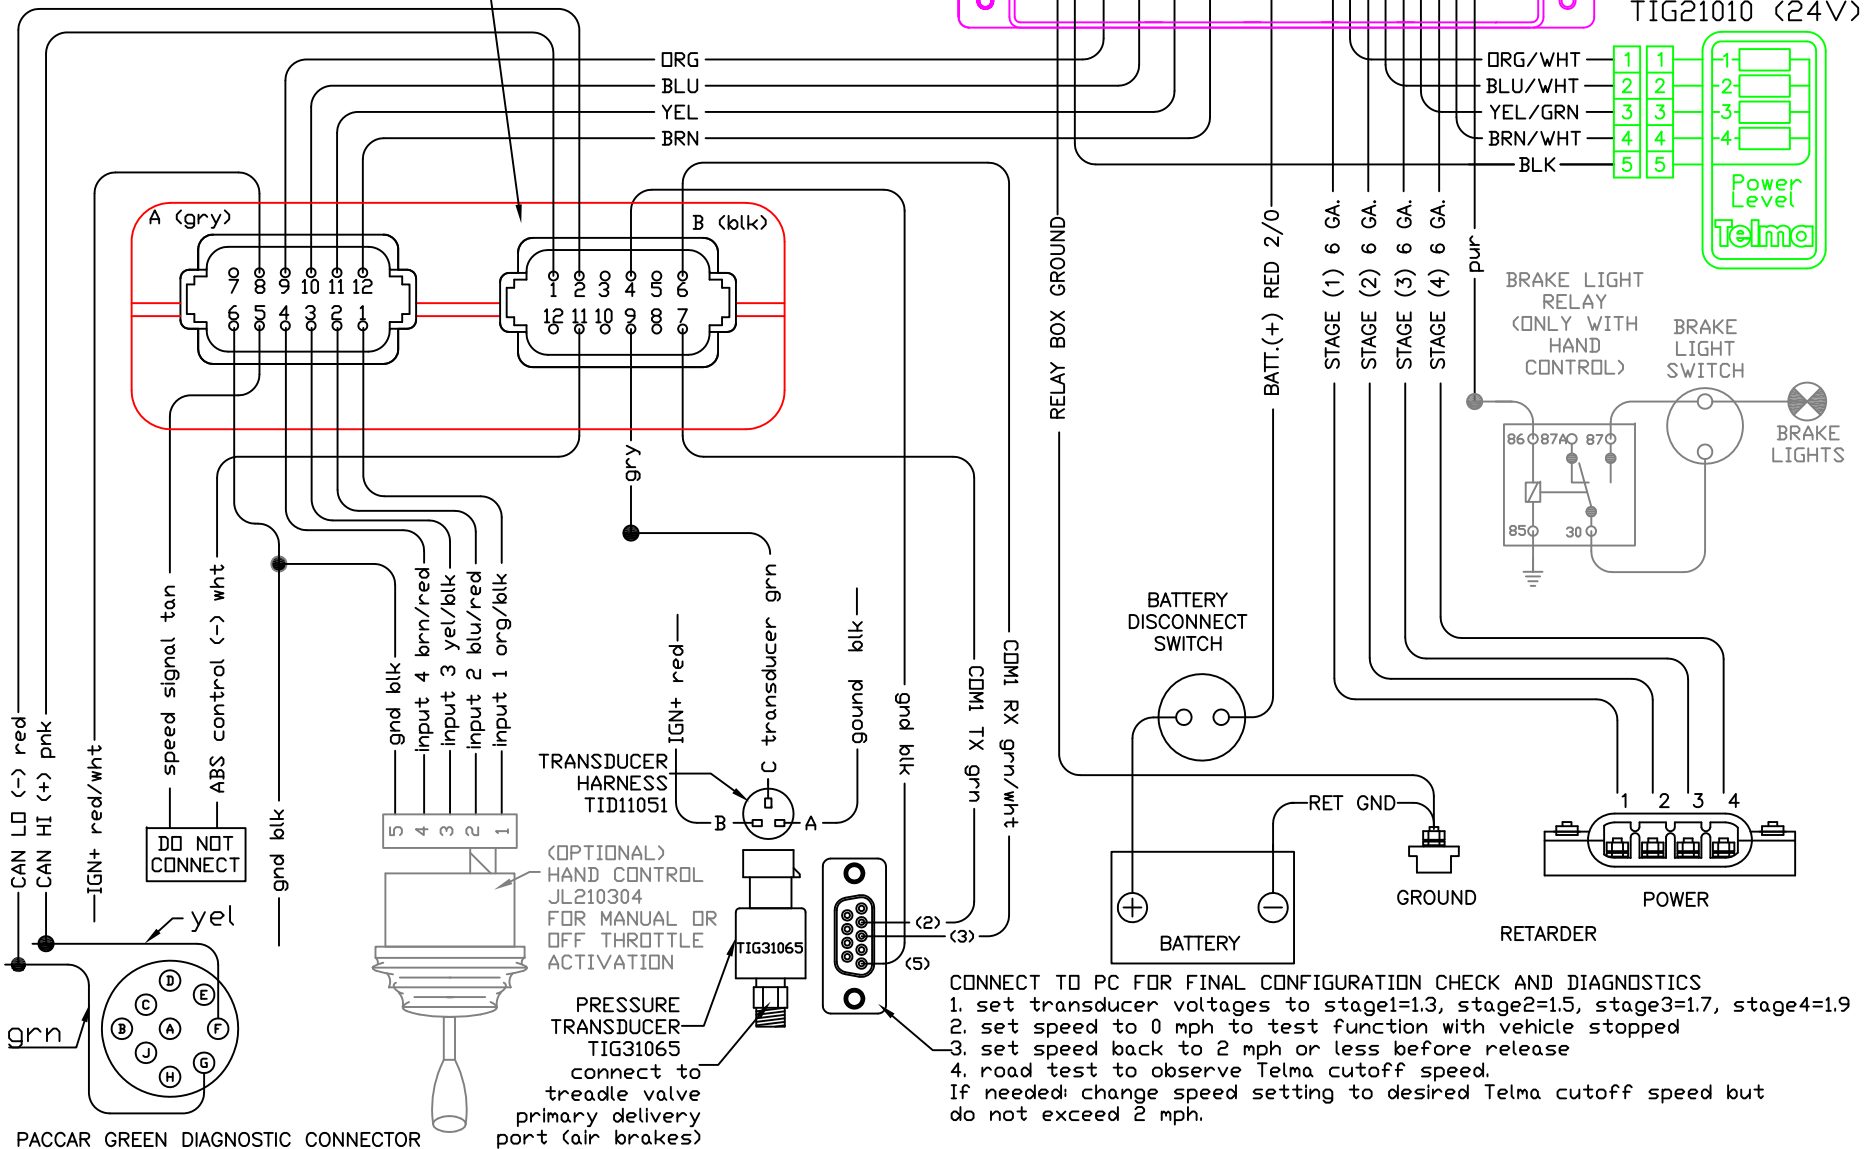 TIG21010 (24V)
ORG
BLU
YEL
BRN
ORG/WHT
BLU/WHT
YEL/GRN
BRN/WHT
BLK
1 1 1
2 2 2
3 3 3
4 4 4
5 5
Power
Level
Telma
A (gry)
B (blk)
7 8 9 10 11 12
6 5 4 3 2 1
1 2 3 4 5 6
12 11 10 9 8 7
RELAY BOX GROUND
BATT.(+) RED 2/0
STAGE (1) 6 GA.
STAGE (2) 6 GA.
STAGE (3) 6 GA.
STAGE (4) 6 GA.
pur
BRAKE LIGHT
RELAY
(ONLY WITH
HAND
CONTROL)
BRAKE
LIGHT
SWITCH
BRAKE
LIGHTS
86 87A 87
85 30
gry
CAN LO (-) red
CAN HI (+) pnk
IGN+ red/wht
speed signal tan
ABS control (-) wht
gnd blk
gnd blk
input 4 brn/red
input 3 yel/blk
input 2 blu/red
input 1 org/blk
IGN+ red
C transducer grn
gound blk
gnd blk
COM1 TX grn
COM1 RX grn/wht
DO NOT
CONNECT
5 4 3 2 1
TRANSDUCER
HARNESS
TID11051
B A
BATTERY
DISCONNECT
SWITCH
RET GND
1 2 3 4
(OPTIONAL)
HAND CONTROL
JL210304
FOR MANUAL OR
OFF THROTTLE
ACTIVATION
TIG31065
(2)
(3)
(5)
BATTERY
GROUND
POWER
RETARDER
yel
grn
D
C E
B A F
J G
H
PACCAR GREEN DIAGNOSTIC CONNECTOR
PRESSURE
TRANSDUCER
TIG31065
connect to
treadle valve
primary delivery
port (air brakes)
CONNECT TO PC FOR FINAL CONFIGURATION CHECK AND DIAGNOSTICS
1. set transducer voltages to stage1=1.3, stage2=1.5, stage3=1.7, stage4=1.9
2. set speed to 0 mph to test function with vehicle stopped
3. set speed back to 2 mph or less before release
4. road test to observe Telma cutoff speed.
If needed: change speed setting to desired Telma cutoff speed but
do not exceed 2 mph.